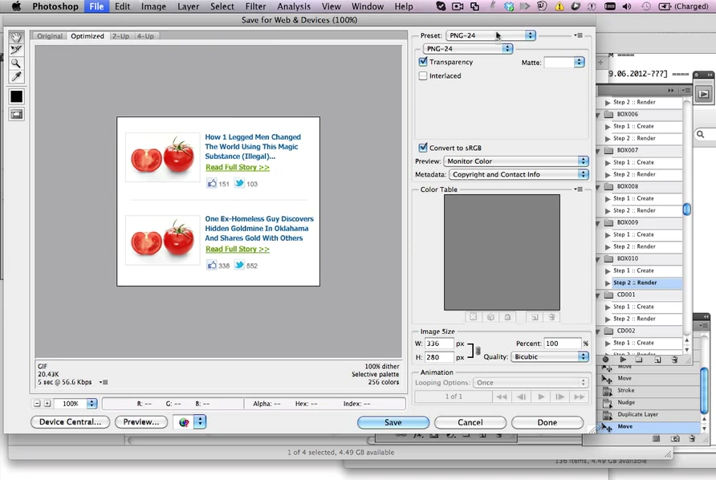 Photoshop File Edit Image Layer Select Filter Analysis View Window Help (Charged)
Save for Web & Devices (100%)
Original Optimized 2-Up 4-Up
Preset: PNG-24
PNG-24
Transparency Matte:
Interlaced
Convert to sRGB
Preview: Monitor Color
Metadata: Copyright and Contact Info
Color Table
How 1 Legged Men Changed
The World Using This Magic
Substance (Illegal)...
Read Full Story >>
151 103
One Ex-Homeless Guy Discovers
Hidden Goldmine In Oklahama
And Shares Gold With Others
Read Full Story >>
338 552
Image Size
W: 336 px Percent: 100 %
H: 280 px Quality: Bicubic
Animation
Looping Options: Once
1 of 1
GIF
20.43K
5 sec @ 56.6 Kbps
100% dither
Selective palette
256 colors
100% R: -- G: -- B: -- Alpha: -- Hex: -- Index: --
Device Central... Preview... Save Cancel Done
1 of 4 selected, 4.49 GB available
9.06.2012-???] ====
Step 2 :: Render
BOX006
Step 1 :: Create
Step 2 :: Render
BOX007
Step 1 :: Create
Step 2 :: Render
BOX008
Step 1 :: Create
Step 2 :: Render
BOX009
Step 1 :: Create
Step 2 :: Render
BOX010
Step 1 :: Create
Step 2 :: Render
CD001
Step 1 :: Create
Step 2 :: Render
CD002
Step 1 :: Create
Move
Move
Stroke
Nudge
Duplicate Layer
Move